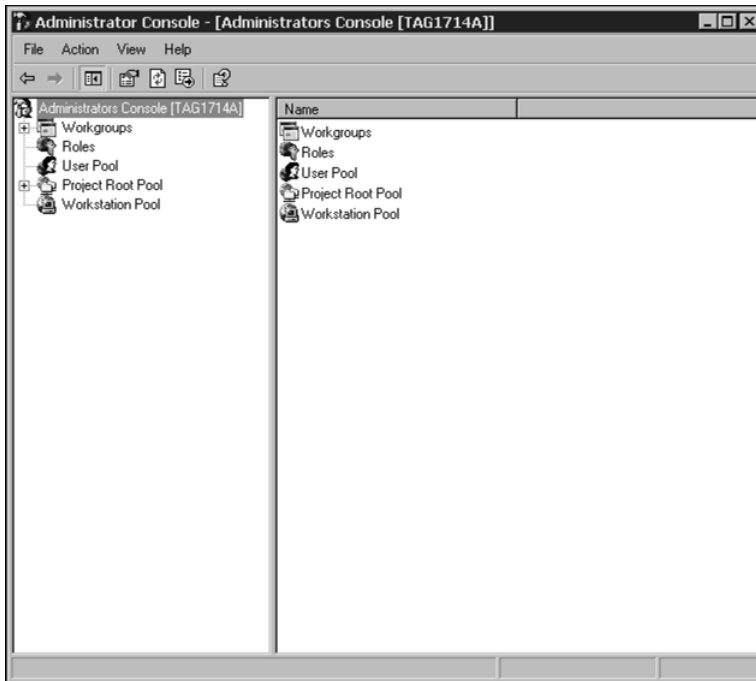 Administrator Console - [Administrators Console [TAG1714A]]
File Action View Help
Administrators Console [TAG1714A]
Workgroups
Roles
User Pool
Project Root Pool
Workstation Pool
Name
Workgroups
Roles
User Pool
Project Root Pool
Workstation Pool